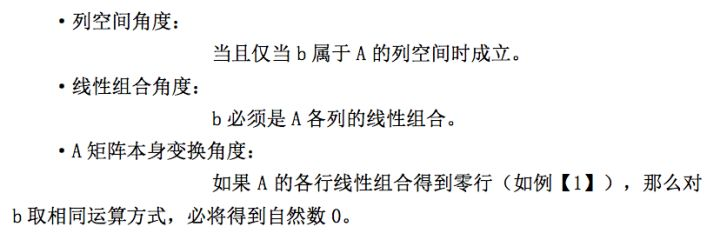 ·列空间角度：
当且仅当 b 属于 A 的列空间时成立。
·线性组合角度：
b 必须是 A 各列的线性组合。
·A 矩阵本身变换角度：
如果 A 的各行线性组合得到零行（如例【1】），那么对
b 取相同运算方式，必将得到自然数 0。